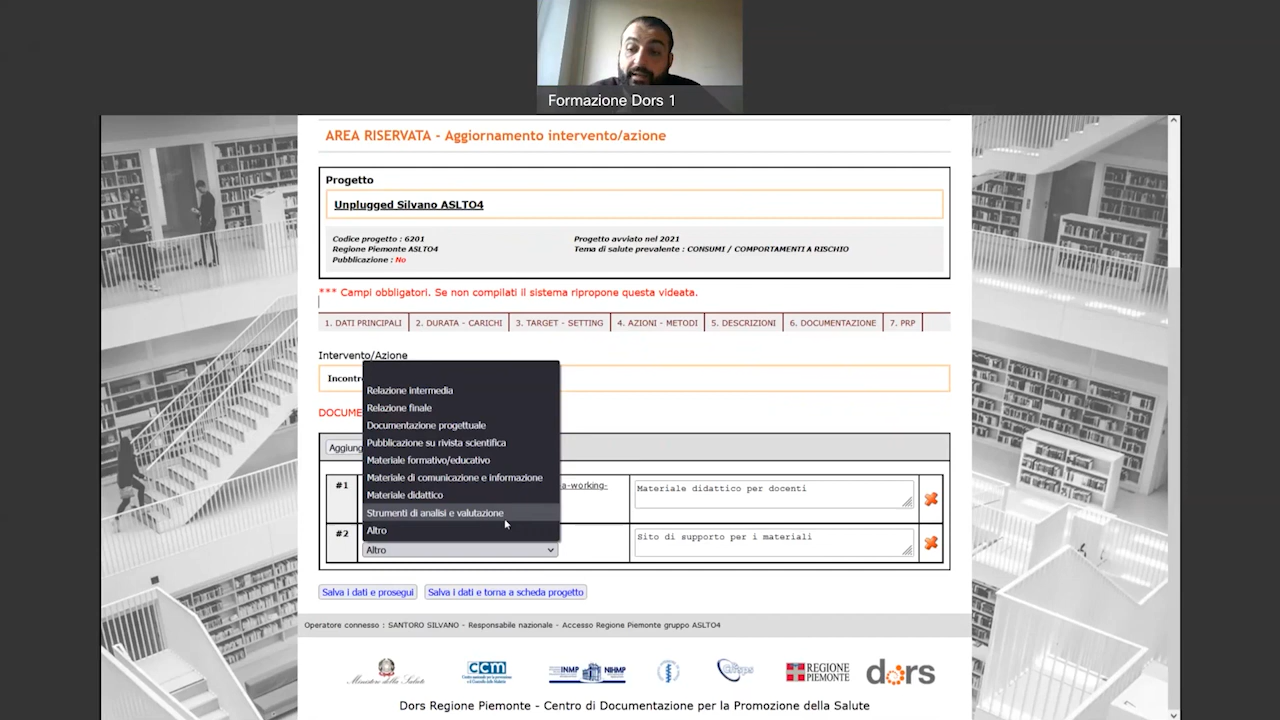 Formazione Dors 1
AREA RISERVATA - Aggiornamento intervento/azione
Progetto
Unplugged Silvano ASLTO4
Codice progetto : 6201
Regione Piemonte ASLTO4
Pubblicazione : No
Progetto avviato nel 2021
Tema di salute prevalente : CONSUMI / COMPORTAMENTI A RISCHIO
*** Campi obbligatori. Se non compilati il sistema ripropone questa videata.
1. DATI PRINCIPALI
2. DURATA - CARICHI
3. TARGET - SETTING
4. AZIONI - METODI
5. DESCRIZIONI
6. DOCUMENTAZIONE
7. PRP
Intervento/Azione
Incontr
DOCUME
Aggiung
Relazione intermedia
Relazione finale
Documentazione progettuale
Pubblicazione su rivista scientifica
Materiale formativo/educativo
Materiale di comunicazione e informazione
Materiale didattico
Strumenti di analisi e valutazione
Altro
#1
a-working-
Materiale didattico per docenti
#2
Altro
Sito di supporto per i materiali
Salva i dati e prosegui
Salva i dati e torna a scheda progetto
Operatore connesso : SANTORO SILVANO - Responsabile nazionale - Accesso Regione Piemonte gruppo ASLTO4
Ministero della Salute
ccm
INMP NIHMP
REGIONE
PIEMONTE
dors
Dors Regione Piemonte - Centro di Documentazione per la Promozione della Salute